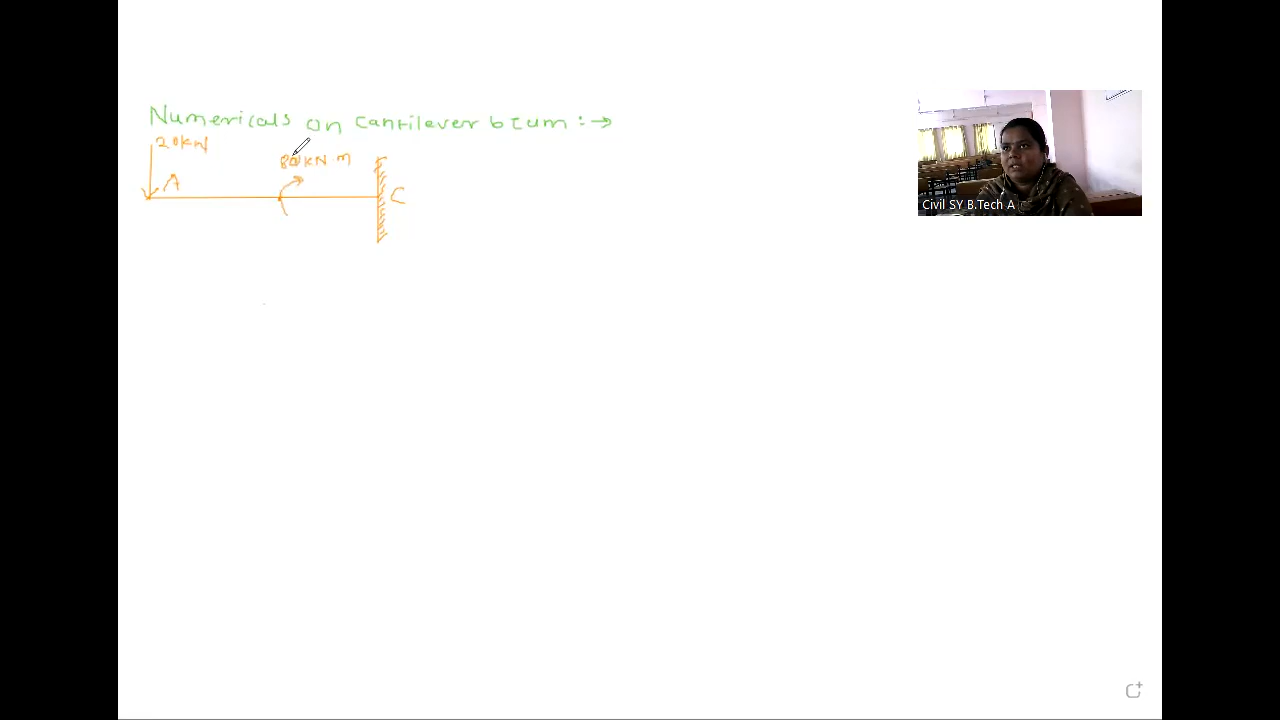 Numericals on Cantilever beam :→
20kN
80kN m
A
C
Civil SY B.Tech A